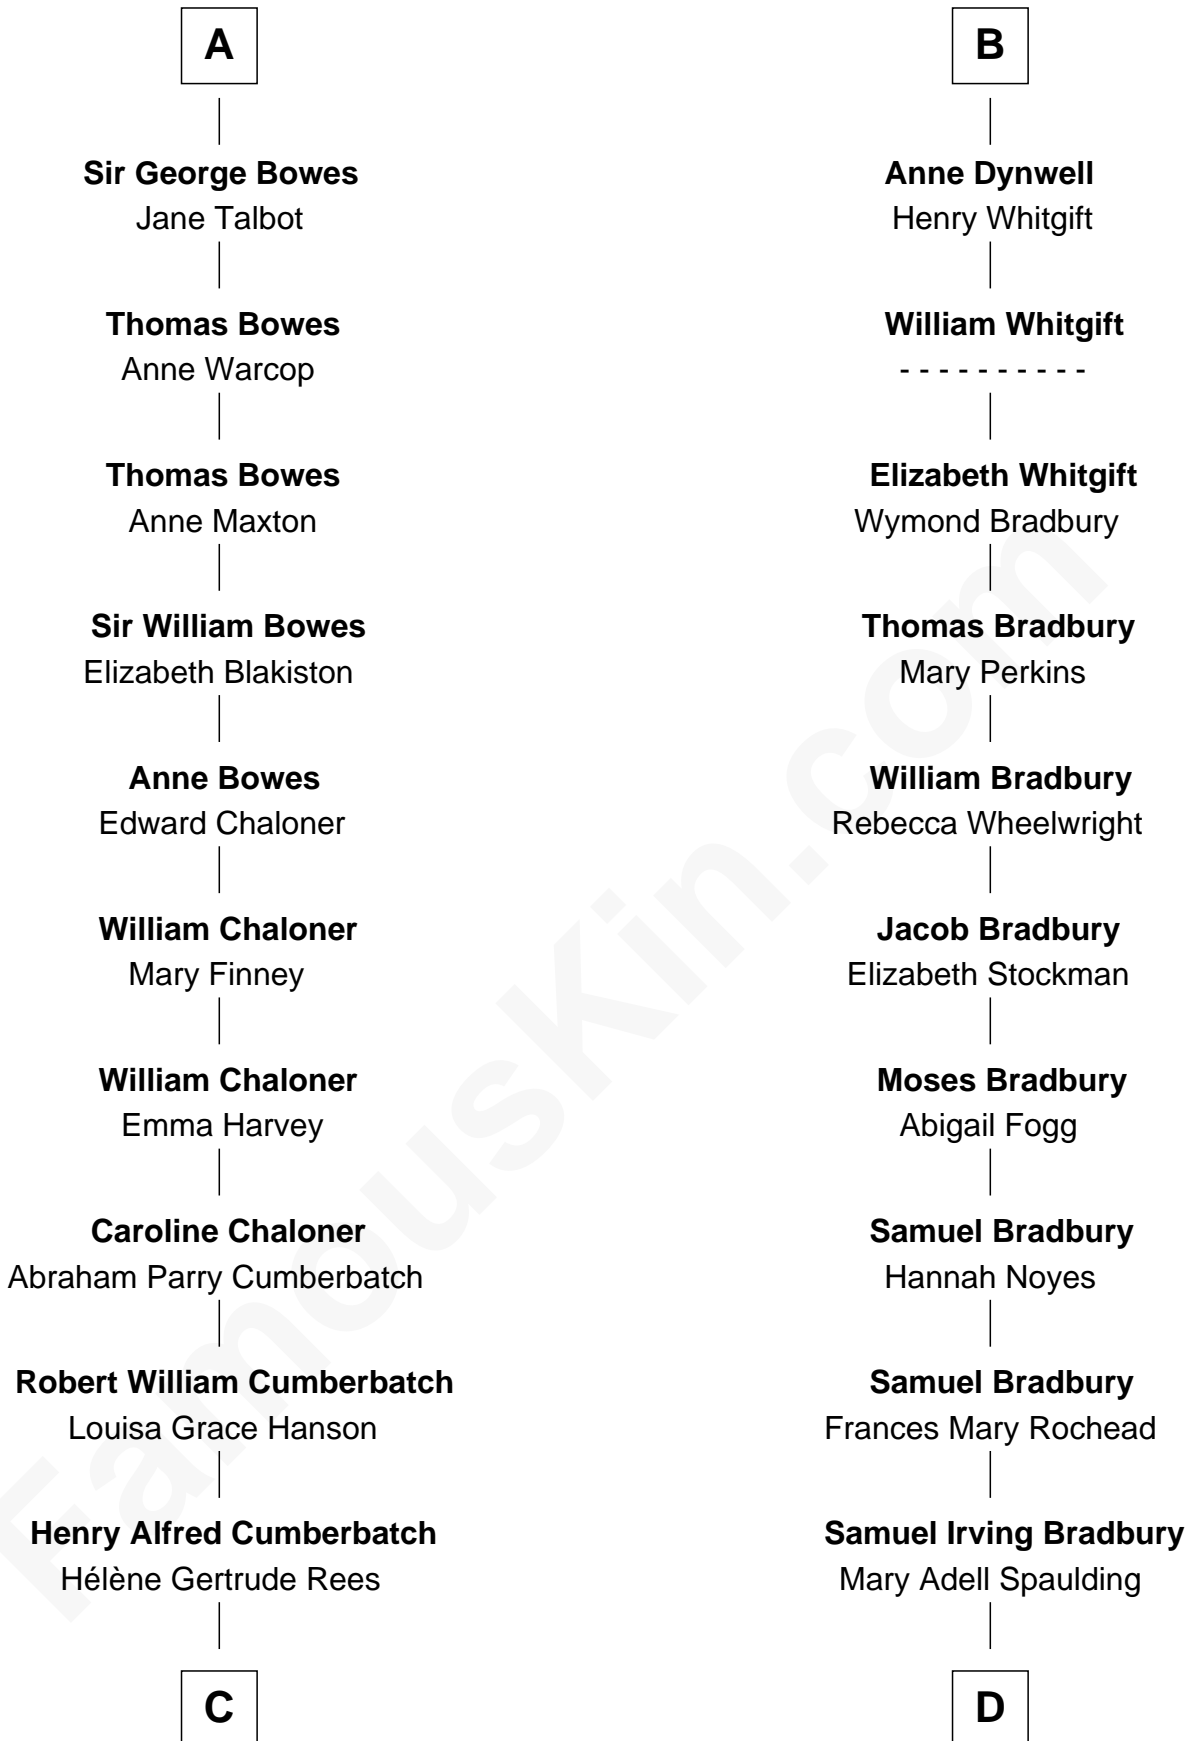 A
Sir George Bowes
Jane Talbot
Thomas Bowes
Anne Warcop
Thomas Bowes
Anne Maxton
Sir William Bowes
Elizabeth Blakiston
Anne Bowes
Edward Chaloner
William Chaloner
Mary Finney
William Chaloner
Emma Harvey
Caroline Chaloner
Abraham Parry Cumberbatch
Robert William Cumberbatch
Louisa Grace Hanson
Henry Alfred Cumberbatch
Hélène Gertrude Rees
C
B
Anne Dynwell
Henry Whitgift
William Whitgift
- - - - - - - - - -
Elizabeth Whitgift
Wymond Bradbury
Thomas Bradbury
Mary Perkins
William Bradbury
Rebecca Wheelwright
Jacob Bradbury
Elizabeth Stockman
Moses Bradbury
Abigail Fogg
Samuel Bradbury
Hannah Noyes
Samuel Bradbury
Frances Mary Rochead
Samuel Irving Bradbury
Mary Adell Spaulding
D
FamousKin.com